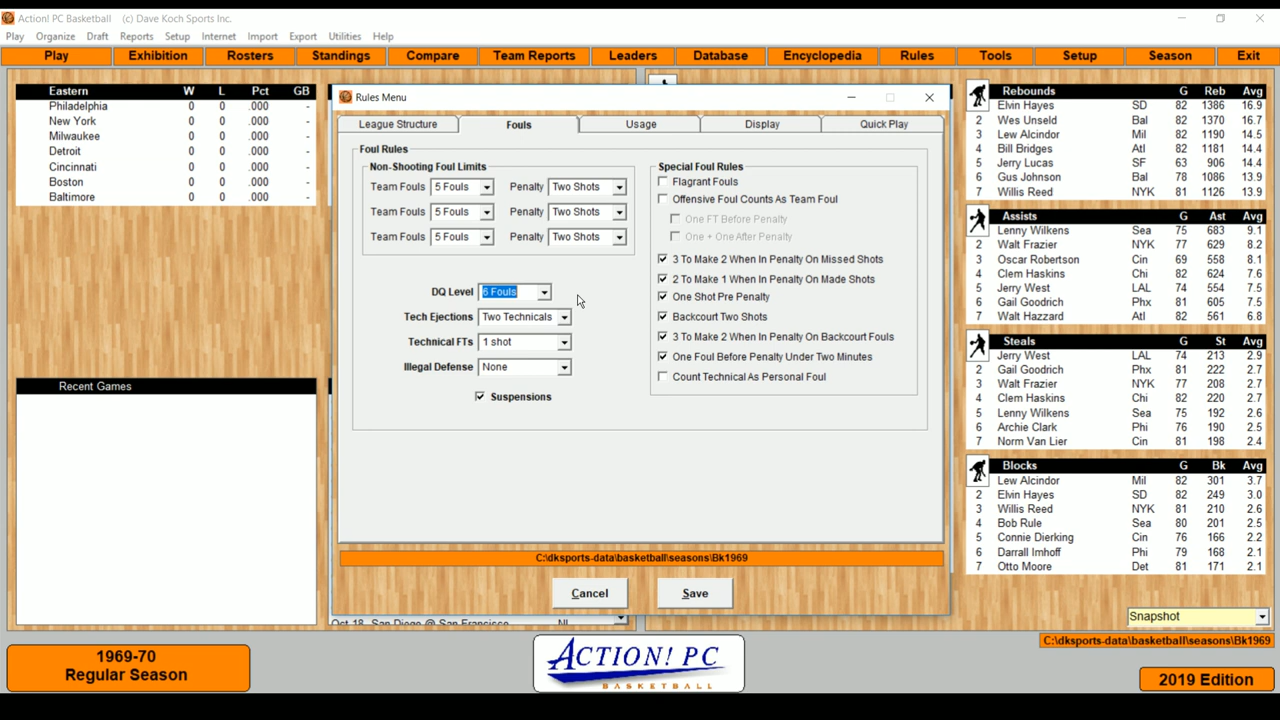 Action! PC Basketball (c) Dave Koch Sports Inc.
Play Organize Draft Reports Setup Internet Import Export Utilities Help
Play Exhibition Rosters Standings Compare Team Reports Leaders Database Encyclopedia Rules Tools Setup Season Exit
Eastern W L Pct GB
Philadelphia 0 0 .000 -
New York 0 0 .000 -
Milwaukee 0 0 .000 -
Detroit 0 0 .000 -
Cincinnati 0 0 .000 -
Boston 0 0 .000 -
Baltimore 0 0 .000 -
Recent Games
Rules Menu
League Structure Fouls Usage Display Quick Play
Foul Rules
Non-Shooting Foul Limits
Team Fouls 5 Fouls Penalty Two Shots
Team Fouls 5 Fouls Penalty Two Shots
Team Fouls 5 Fouls Penalty Two Shots
DQ Level 6 Fouls
Tech Ejections Two Technicals
Technical FTs 1 shot
Illegal Defense None
Suspensions
Special Foul Rules
Flagrant Fouls
Offensive Foul Counts As Team Foul
One FT Before Penalty
One + One After Penalty
3 To Make 2 When In Penalty On Missed Shots
2 To Make 1 When In Penalty On Made Shots
One Shot Pre Penalty
Backcourt Two Shots
3 To Make 2 When In Penalty On Backcourt Fouls
One Foul Before Penalty Under Two Minutes
Count Technical As Personal Foul
C:\dksports-data\basketball\seasons\Bk1969
Cancel Save
Oct 18 San Diego @ San Francisco NL
Rebounds G Reb Avg
Elvin Hayes SD 82 1386 16.9
2 Wes Unseld Bal 82 1370 16.7
3 Lew Alcindor Mil 82 1190 14.5
4 Bill Bridges Atl 82 1181 14.4
5 Jerry Lucas SF 63 906 14.4
6 Gus Johnson Bal 78 1086 13.9
7 Willis Reed NYK 81 1126 13.9
Assists G Ast Avg
Lenny Wilkens Sea 75 683 9.1
2 Walt Frazier NYK 77 629 8.2
3 Oscar Robertson Cin 69 558 8.1
4 Clem Haskins Chi 82 624 7.6
5 Jerry West LAL 74 554 7.5
6 Gail Goodrich Phx 81 605 7.5
7 Walt Hazzard Atl 82 561 6.8
Steals G St Avg
Jerry West LAL 74 213 2.9
2 Gail Goodrich Phx 81 222 2.7
3 Walt Frazier NYK 77 208 2.7
4 Clem Haskins Chi 82 220 2.7
5 Lenny Wilkens Sea 75 192 2.6
6 Archie Clark Phi 76 190 2.5
7 Norm Van Lier Cin 81 198 2.4
Blocks G Bk Avg
Lew Alcindor Mil 82 301 3.7
2 Elvin Hayes SD 82 249 3.0
3 Willis Reed NYK 81 210 2.6
4 Bob Rule Sea 80 201 2.5
5 Connie Dierking Cin 76 166 2.2
6 Darrall Imhoff Phi 79 168 2.1
7 Otto Moore Det 81 171 2.1
Snapshot
C:\dksports-data\basketball\seasons\Bk1969
1969-70
Regular Season
ACTION! PC
BASKETBALL
2019 Edition